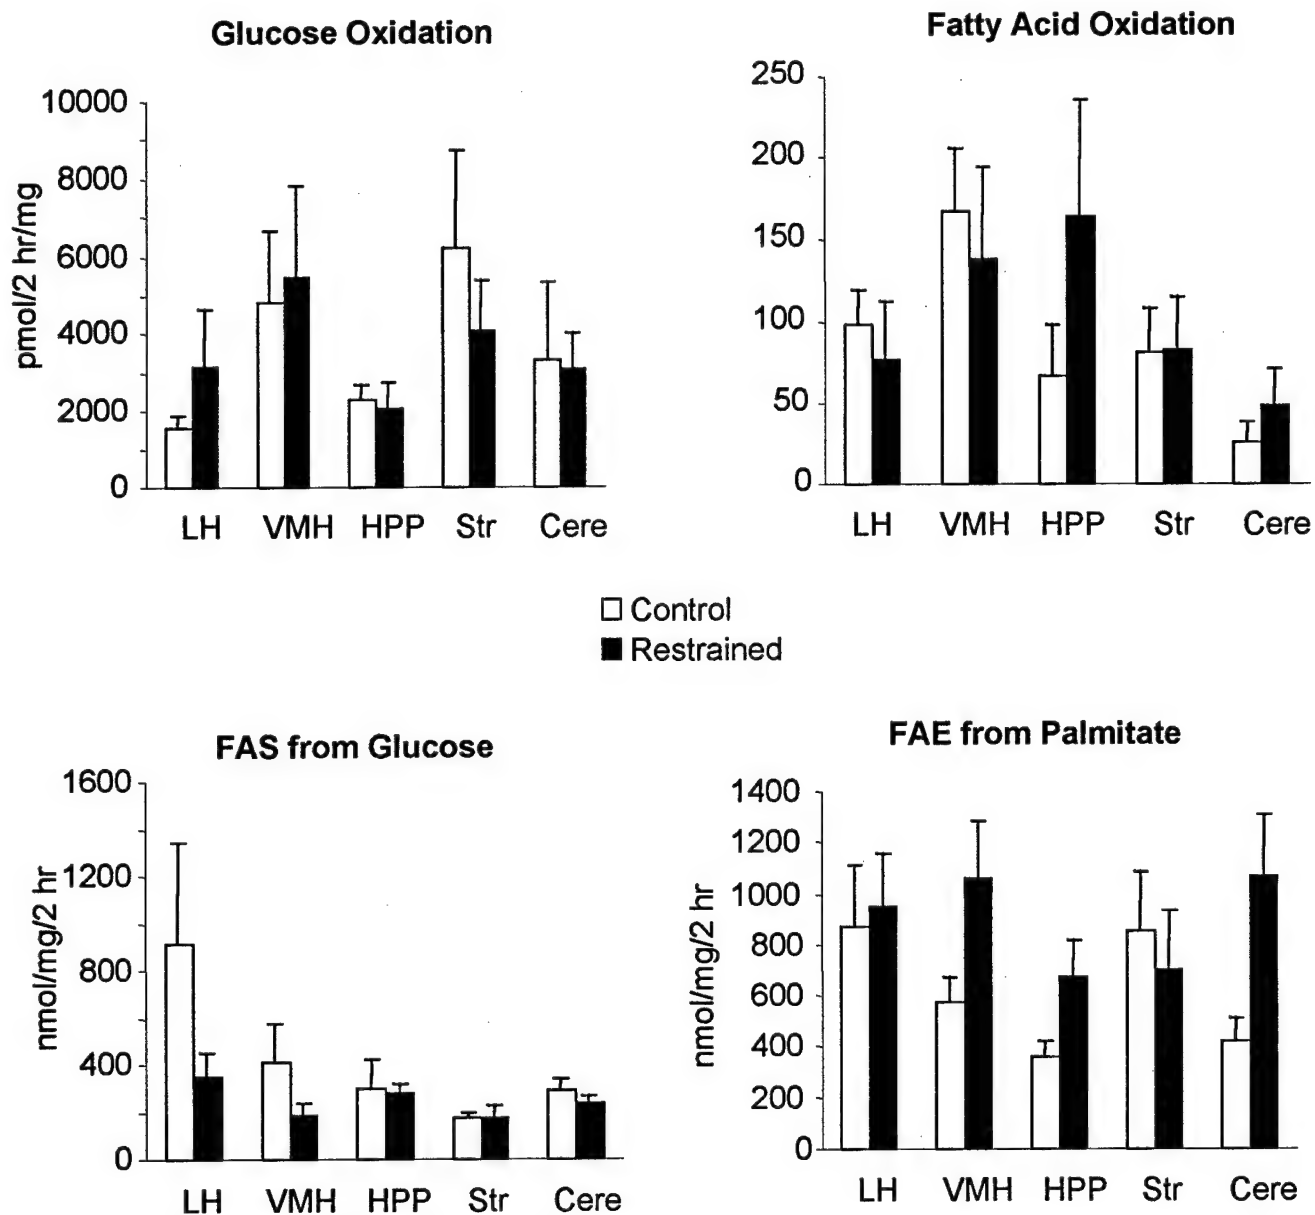 Glucose Oxidation
10000
8000
6000
4000
2000
0
pmol/2 hr/mg
LH VMH HPP Str Cere
Fatty Acid Oxidation
250
200
150
100
50
0
LH VMH HPP Str Cere
Control
Restrained
FAS from Glucose
1600
1200
800
400
0
nmol/mg/2 hr
LH VMH HPP Str Cere
FAE from Palmitate
1400
1200
1000
800
600
400
200
0
nmol/mg/2 hr
LH VMH HPP Str Cere